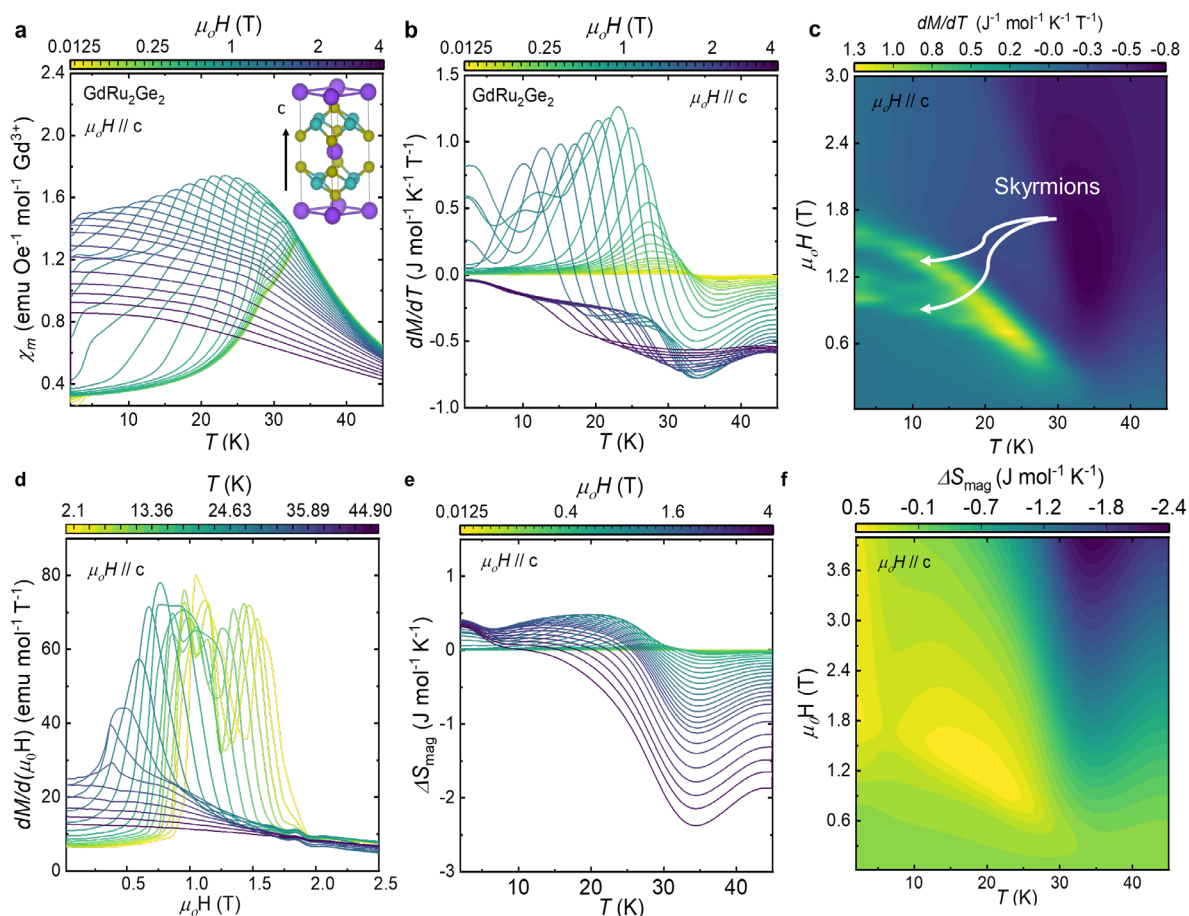 a
μₒH (T)
0.0125 0.25 1 2 4
GdRu₂Ge₂
μₒH // c
c
χₘ (emu Oe⁻¹ mol⁻¹ Gd³⁺)
2.4
2.0
1.6
1.2
0.8
0.4
10 20 30 40
T (K)
b
μₒH (T)
0.0125 0.25 1 2 4
GdRu₂Ge₂
μₒH // c
dM/dT (J mol⁻¹ K⁻¹ T⁻¹)
1.5
1.0
0.5
0.0
-0.5
-1.0
10 20 30 40
T (K)
c
dM/dT (J⁻¹ mol⁻¹ K⁻¹ T⁻¹)
1.3 1.0 0.8 0.5 0.2 -0.0 -0.3 -0.5 -0.8
μₒH // c
Skyrmions
μₒH (T)
3.0
2.4
1.8
1.2
0.6
10 20 30 40
T (K)
d
T (K)
2.1 13.36 24.63 35.89 44.90
μₒH // c
dM/d(μ₀H) (emu mol⁻¹ T⁻¹)
80
60
40
20
0
0.5 1.0 1.5 2.0 2.5
μₒH (T)
e
μₒH (T)
0.0125 0.4 1.6 4
μₒH // c
ΔSmag (J mol⁻¹ K⁻¹)
1
0
-1
-2
-3
10 20 30 40
T (K)
f
ΔSmag (J mol⁻¹ K⁻¹)
0.5 -0.1 -0.7 -1.2 -1.8 -2.4
μₒH // c
μ₀H (T)
3.6
3.0
2.4
1.8
1.2
0.6
10 20 30 40
T (K)